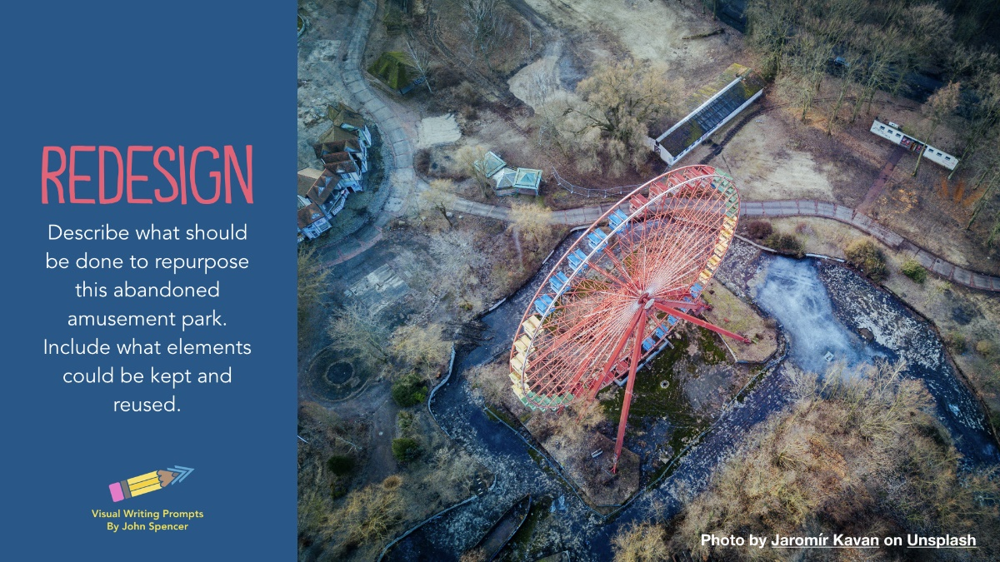 REDESIGN
Describe what should
be done to repurpose
this abandoned
amusement park.
Include what elements
could be kept and
reused.
Visual Writing Prompts
By John Spencer
Photo by Jaromír Kavan on Unsplash